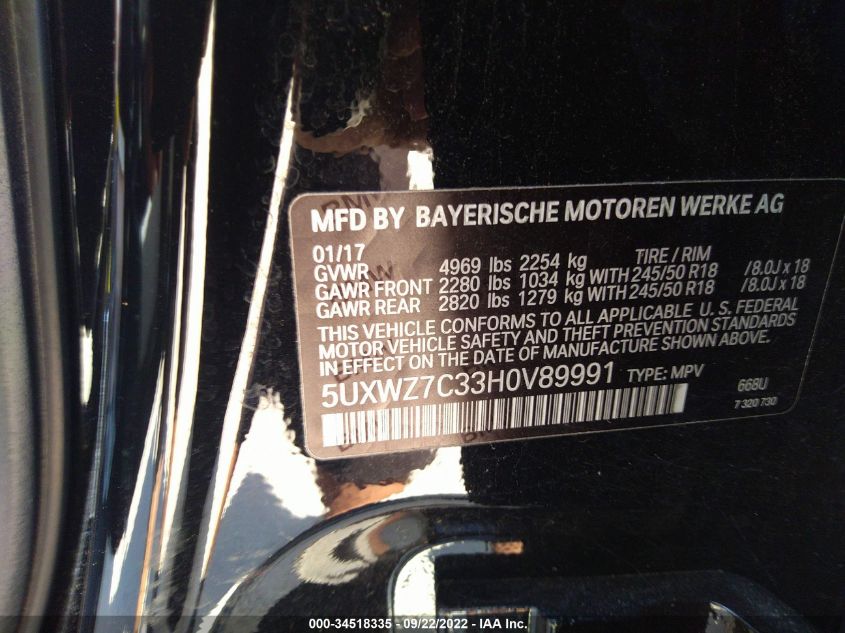 MFD BY BAYERISCHE MOTOREN WERKE AG
01/17 TIRE / RIM
GVWR 4969 lbs 2254 kg
GAWR FRONT 2280 lbs 1034 kg WITH 245/50 R18 /8.0J x 18
GAWR REAR 2820 lbs 1279 kg WITH 245/50 R18 /8.0J x 18
THIS VEHICLE CONFORMS TO ALL APPLICABLE U. S. FEDERAL
MOTOR VEHICLE SAFETY AND THEFT PREVENTION STANDARDS
IN EFFECT ON THE DATE OF MANUFACTURE SHOWN ABOVE.
5UXWZ7C33H0V89991 TYPE: MPV 668U
7 320 730
000-34518335 - 09/22/2022 - IAA Inc.